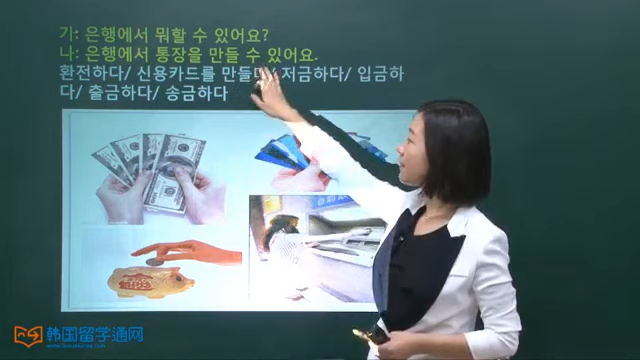 가: 은행에서 뭐할 수 있어요?
나: 은행에서 통장을 만들 수 있어요.
환전하다/ 신용카드를 만들다/ 저금하다/ 입금하
다/ 출금하다/ 송금하다
韩国留学通网